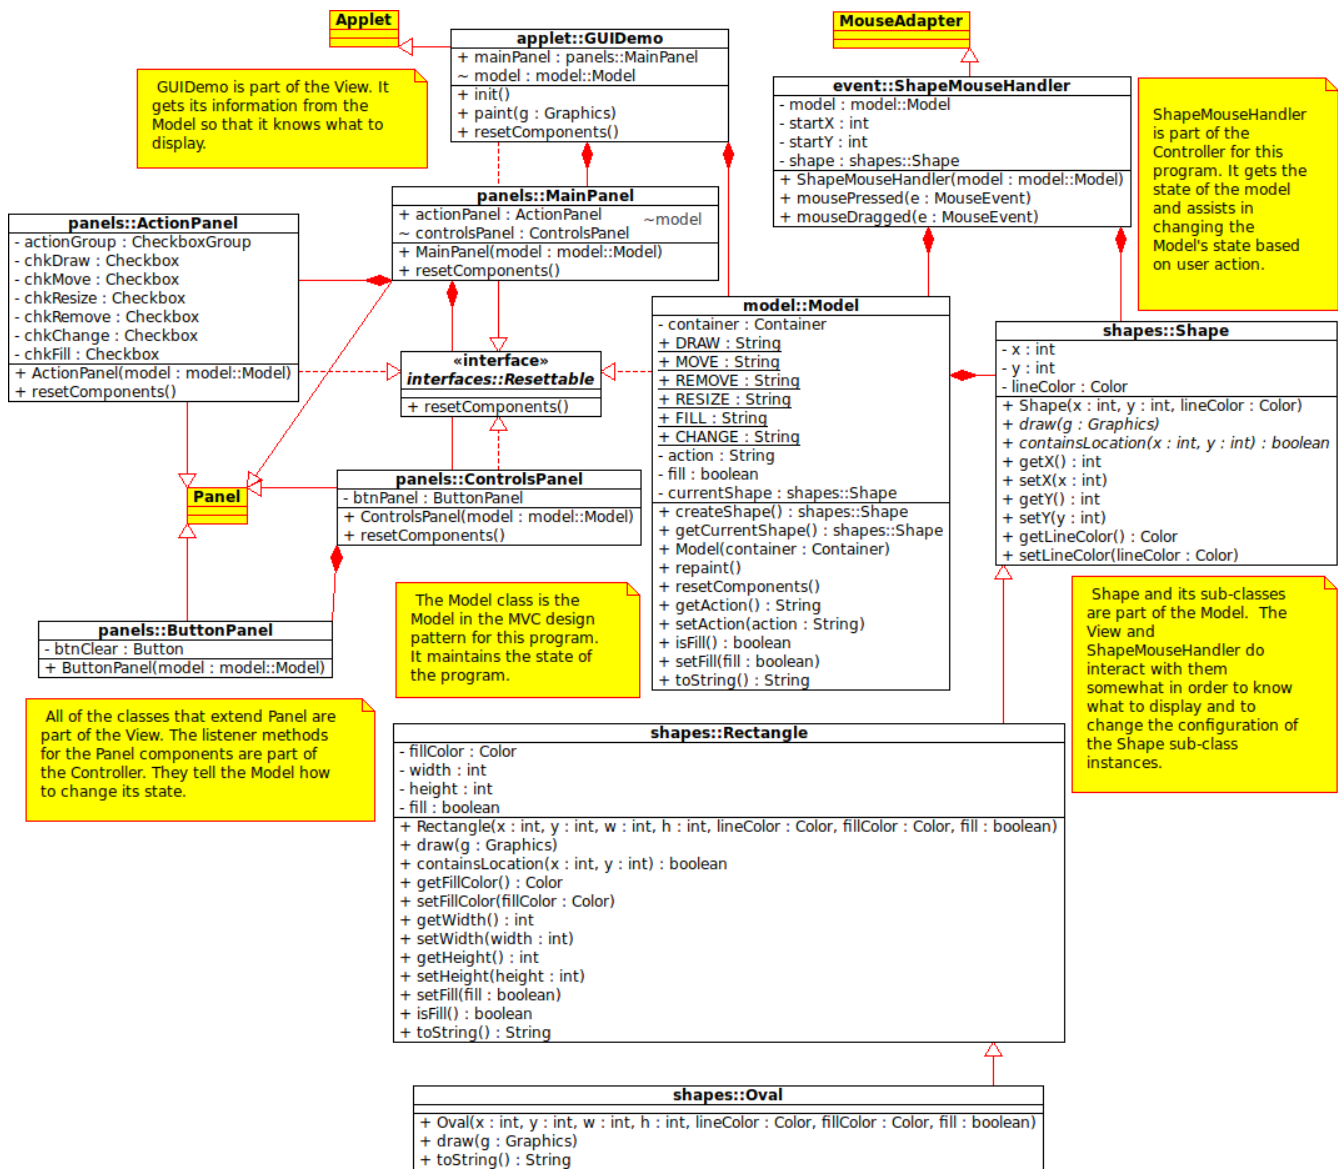 Applet
applet::GUIDemo
+ mainPanel : panels::MainPanel
~ model : model::Model
+ init()
+ paint(g : Graphics)
+ resetComponents()
MouseAdapter
event::ShapeMouseHandler
- model : model::Model
- startX : int
- startY : int
- shape : shapes::Shape
+ ShapeMouseHandler(model : model::Model)
+ mousePressed(e : MouseEvent)
+ mouseDragged(e : MouseEvent)
GUIDemo is part of the View. It
gets its information from the
Model so that it knows what to
display.
ShapeMouseHandler
is part of the
Controller for this
program. It gets the
state of the model
and assists in
changing the
Model's state based
on user action.
panels::MainPanel
+ actionPanel : ActionPanel
~model
~ controlsPanel : ControlsPanel
+ MainPanel(model : model::Model)
+ resetComponents()
panels::ActionPanel
- actionGroup : CheckboxGroup
- chkDraw : Checkbox
- chkMove : Checkbox
- chkResize : Checkbox
- chkRemove : Checkbox
- chkChange : Checkbox
- chkFill : Checkbox
+ ActionPanel(model : model::Model)
+ resetComponents()
«interface»
interfaces::Resettable
+ resetComponents()
model::Model
- container : Container
+ DRAW : String
+ MOVE : String
+ REMOVE : String
+ RESIZE : String
+ FILL : String
+ CHANGE : String
- action : String
- fill : boolean
- currentShape : shapes::Shape
+ createShape() : shapes::Shape
+ getCurrentShape() : shapes::Shape
+ Model(container : Container)
+ repaint()
+ resetComponents()
+ getAction() : String
+ setAction(action : String)
+ isFill() : boolean
+ setFill(fill : boolean)
+ toString() : String
shapes::Shape
- x : int
- y : int
- lineColor : Color
+ Shape(x : int, y : int, lineColor : Color)
+ draw(g : Graphics)
+ containsLocation(x : int, y : int) : boolean
+ getX() : int
+ setX(x : int)
+ getY() : int
+ setY(y : int)
+ getLineColor() : Color
+ setLineColor(lineColor : Color)
Panel
panels::ControlsPanel
- btnPanel : ButtonPanel
+ ControlsPanel(model : model::Model)
+ resetComponents()
panels::ButtonPanel
- btnClear : Button
+ ButtonPanel(model : model::Model)
The Model class is the
Model in the MVC design
pattern for this program.
It maintains the state of
the program.
Shape and its sub-classes
are part of the Model. The
View and
ShapeMouseHandler do
interact with them
somewhat in order to know
what to display and to
change the configuration of
the Shape sub-class
instances.
All of the classes that extend Panel are
part of the View. The listener methods
for the Panel components are part of
the Controller. They tell the Model how
to change its state.
shapes::Rectangle
- fillColor : Color
- width : int
- height : int
- fill : boolean
+ Rectangle(x : int, y : int, w : int, h : int, lineColor : Color, fillColor : Color, fill : boolean)
+ draw(g : Graphics)
+ containsLocation(x : int, y : int) : boolean
+ getFillColor() : Color
+ setFillColor(fillColor : Color)
+ getWidth() : int
+ setWidth(width : int)
+ getHeight() : int
+ setHeight(height : int)
+ setFill(fill : boolean)
+ isFill() : boolean
+ toString() : String
shapes::Oval
+ Oval(x : int, y : int, w : int, h : int, lineColor : Color, fillColor : Color, fill : boolean)
+ draw(g : Graphics)
+ toString() : String